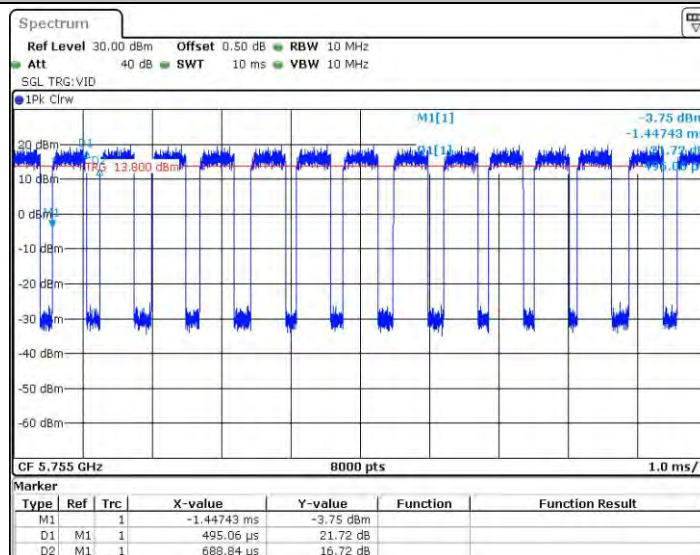 Spectrum
Ref Level 30.00 dBm Offset 0.50 dB RBW 10 MHz
Att 40 dB SWT 10 ms VBW 10 MHz
SGL TRG:VID
1Pk Clrw
M1[1] -3.75 dBm
-1.44743 ms
20 dBm D1
D1[1] 21.72 dB
TRG 13.800 dBm
10 dBm
0 dBm M1
-10 dBm
-20 dBm
-30 dBm
-40 dBm
-50 dBm
-60 dBm
CF 5.755 GHz 8000 pts 1.0 ms/
Marker
Type Ref Trc X-value Y-value Function Function Result
M1 1 -1.44743 ms -3.75 dBm
D1 M1 1 495.06 µs 21.72 dB
D2 M1 1 688.84 µs 16.72 dB